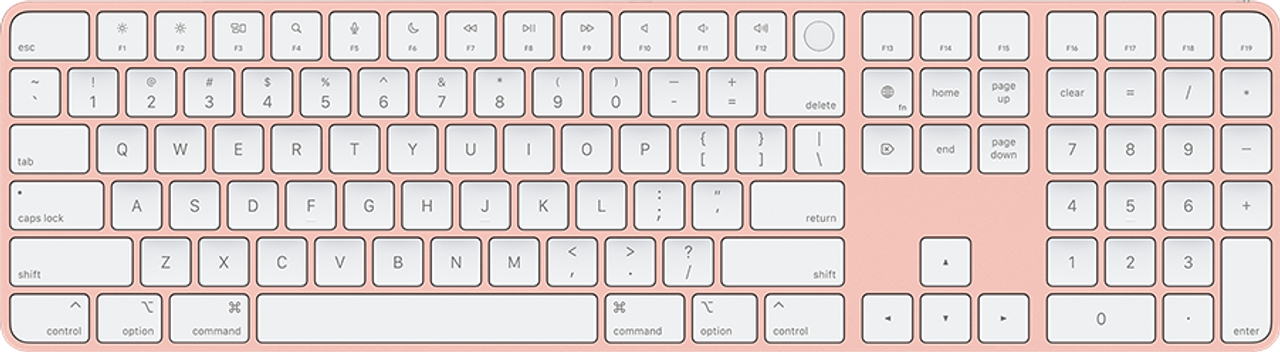 esc F1 F2 F3 F4 F5 F6 F7 F8 F9 F10 F11 F12 F13 F14 F15 F16 F17 F18 F19
~ ! @ # $ % ^ & * ( ) — +
` 1 2 3 4 5 6 7 8 9 0 - = delete fn home page up clear = / *
tab Q W E R T Y U I O P { [ } ] | \ end page down 7 8 9 −
caps lock A S D F G H J K L : ; " ' return 4 5 6 +
shift Z X C V B N M < , > . ? / shift 1 2 3
control option command command option control 0 . enter